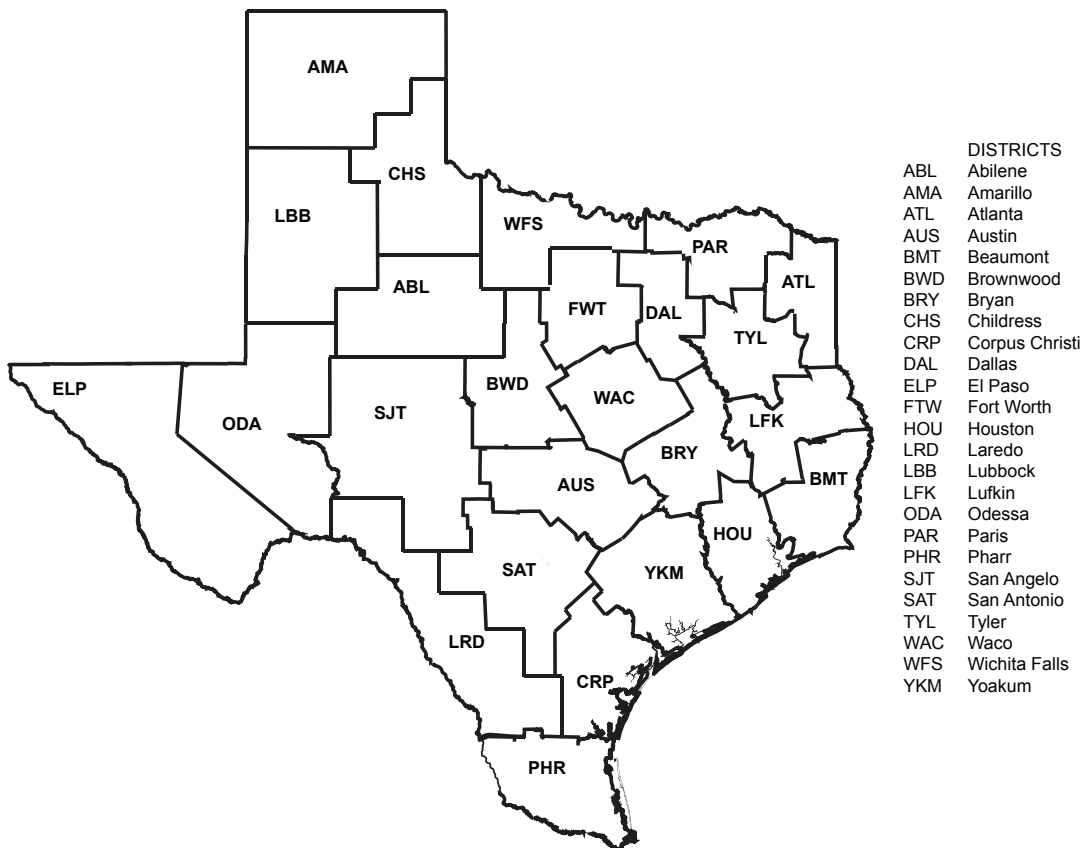 AMA
CHS
LBB
WFS
PAR
ATL
ABL
FWT
DAL
TYL
ELP
BWD
WAC
SJT
ODA
LFK
BRY
BMT
AUS
HOU
SAT
YKM
LRD
CRP
PHR
DISTRICTS
ABL Abilene
AMA Amarillo
ATL Atlanta
AUS Austin
BMT Beaumont
BWD Brownwood
BRY Bryan
CHS Childress
CRP Corpus Christi
DAL Dallas
ELP El Paso
FTW Fort Worth
HOU Houston
LRD Laredo
LBB Lubbock
LFK Lufkin
ODA Odessa
PAR Paris
PHR Pharr
SJT San Angelo
SAT San Antonio
TYL Tyler
WAC Waco
WFS Wichita Falls
YKM Yoakum